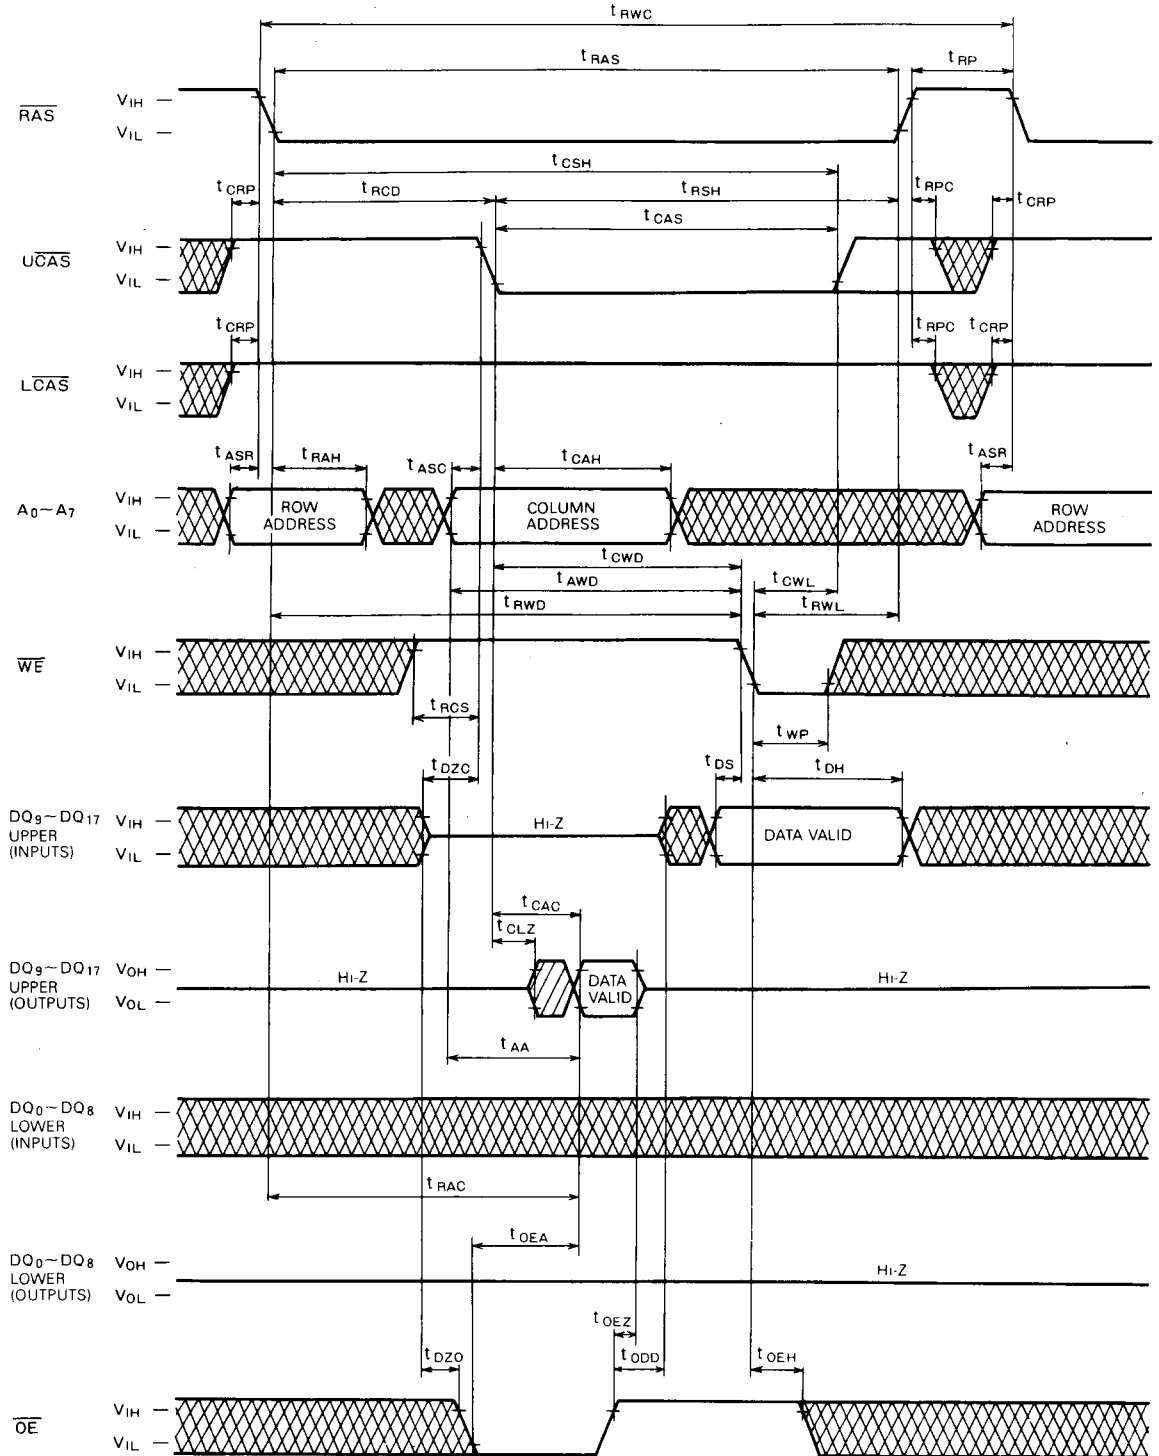 tRWC
tRAS
tRP
RAS
VIH
VIL
tCSH
tCRP
tRCD
tRSH
tRPC
tCRP
tCAS
UCAS
VIH
VIL
tCRP
tRPC
tCRP
LCAS
VIH
VIL
tASR
tRAH
tASC
tCAH
tASR
A0~A7
VIH
VIL
ROW
ADDRESS
COLUMN
ADDRESS
ROW
ADDRESS
tCWD
tAWD
tCWL
tRWD
tRWL
WE
VIH
VIL
tRCS
tWP
tDZC
tDS
tDH
DQ9~DQ17
UPPER
(INPUTS)
VIH
VIL
Hi-Z
DATA VALID
tCAC
tCLZ
DQ9~DQ17
UPPER
(OUTPUTS)
VOH
VOL
Hi-Z
DATA
VALID
Hi-Z
tAA
DQ0~DQ8
LOWER
(INPUTS)
VIH
VIL
tRAC
tOEA
DQ0~DQ8
LOWER
(OUTPUTS)
VOH
VOL
Hi-Z
tOEZ
tDZO
tODD
tOEH
OE
VIH
VIL